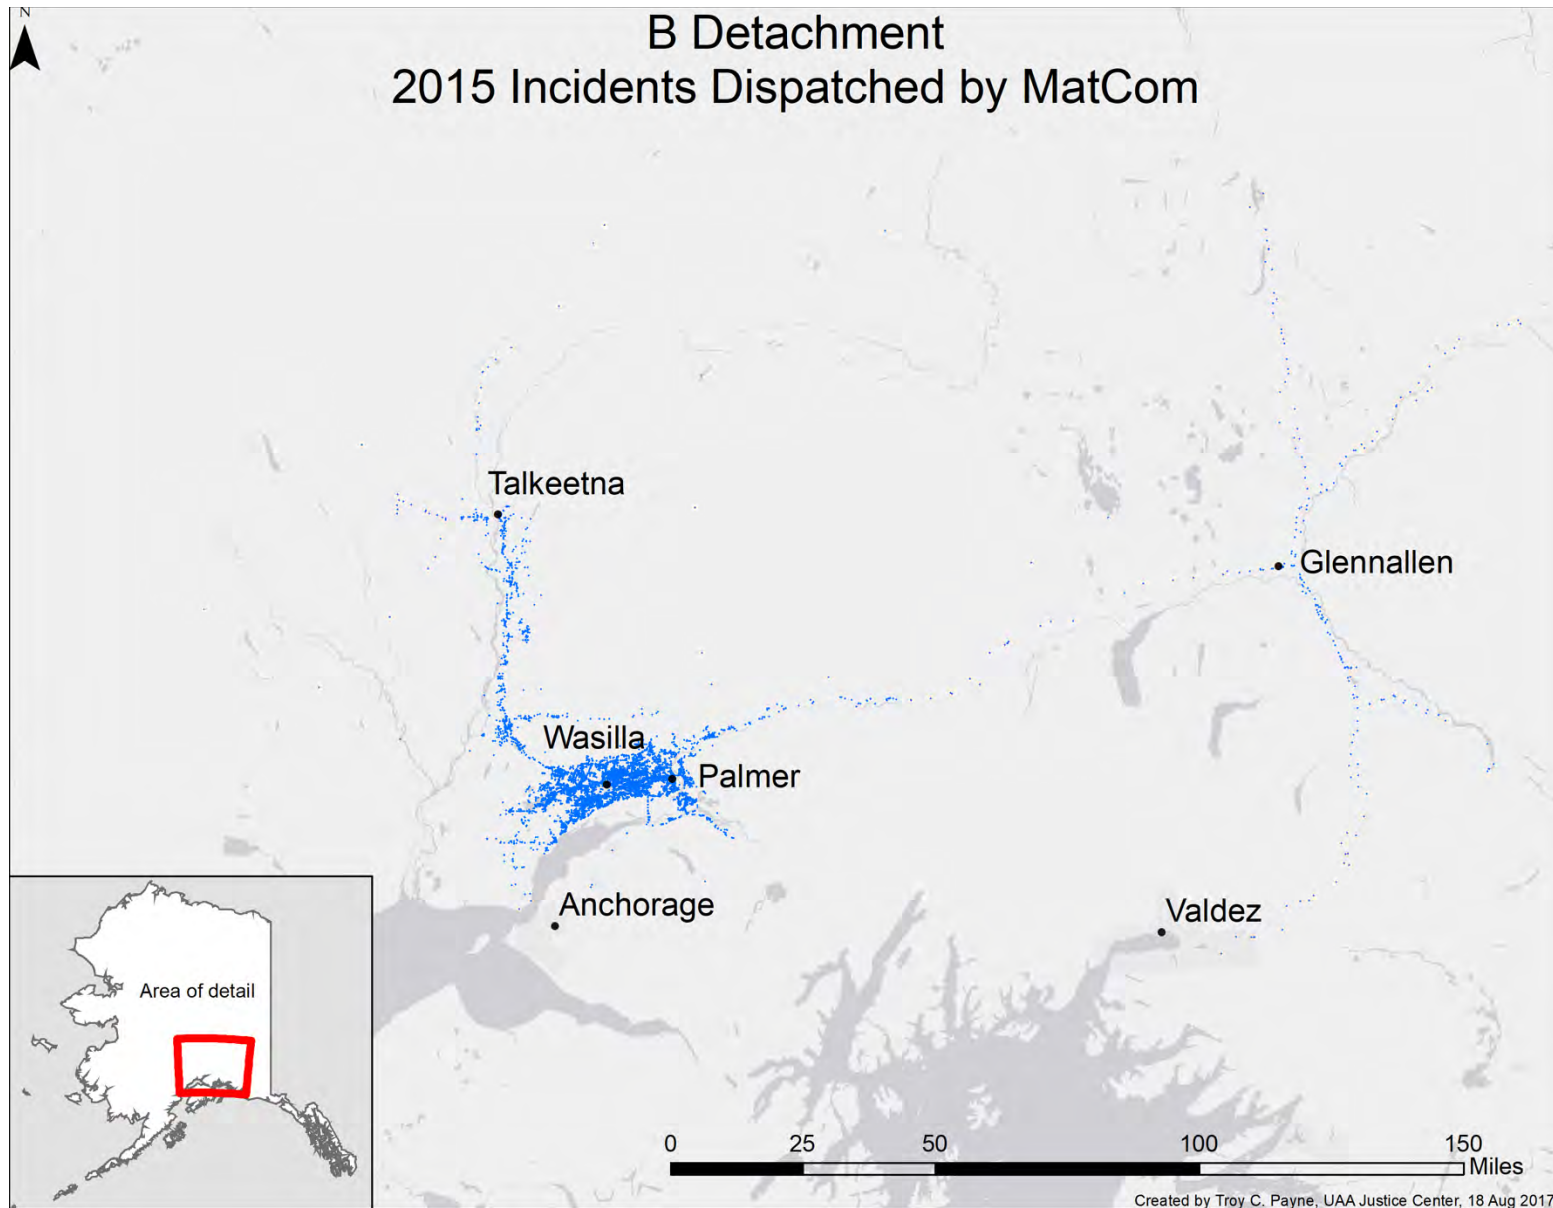 N
B Detachment
2015 Incidents Dispatched by MatCom
Talkeetna
Glennallen
Wasilla
Palmer
Anchorage
Valdez
Area of detail
0 25 50 100 150
Miles
Created by Troy C. Payne, UAA Justice Center, 18 Aug 2017